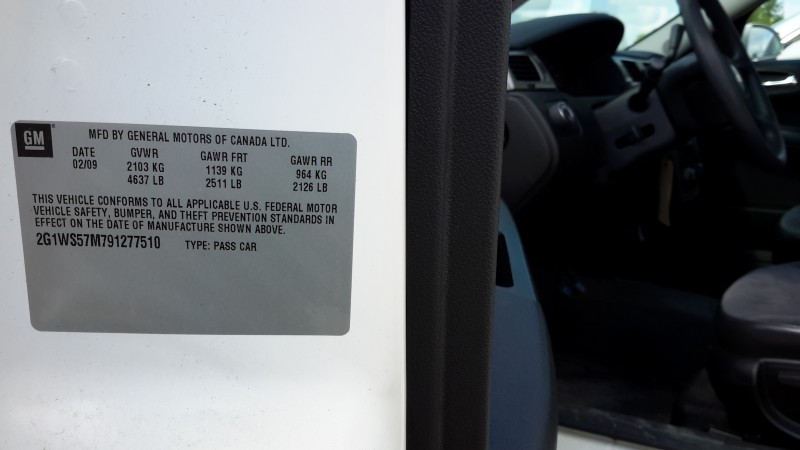 GM
MFD BY GENERAL MOTORS OF CANADA LTD.
DATE GVWR GAWR FRT GAWR RR
02/09 2103 KG 1139 KG 964 KG
4637 LB 2511 LB 2126 LB
THIS VEHICLE CONFORMS TO ALL APPLICABLE U.S. FEDERAL MOTOR
VEHICLE SAFETY, BUMPER, AND THEFT PREVENTION STANDARDS IN
EFFECT ON THE DATE OF MANUFACTURE SHOWN ABOVE.
2G1WS57M791277510 TYPE: PASS CAR